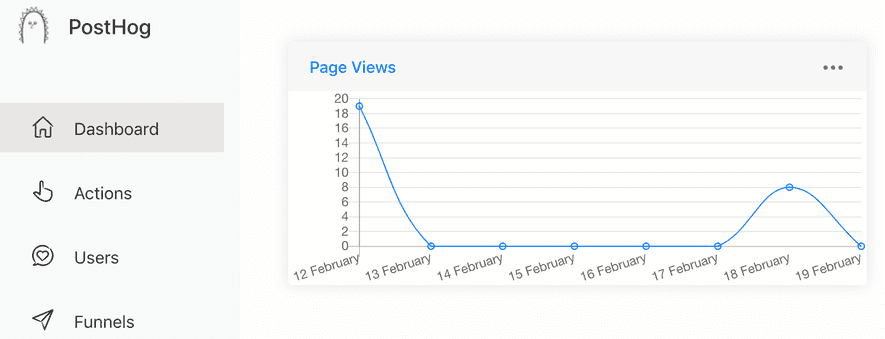 PostHog
Dashboard
Actions
Users
Funnels
Page Views
20
18
16
14
12
10
8
6
4
2
0
12 February
13 February
14 February
15 February
16 February
17 February
18 February
19 February